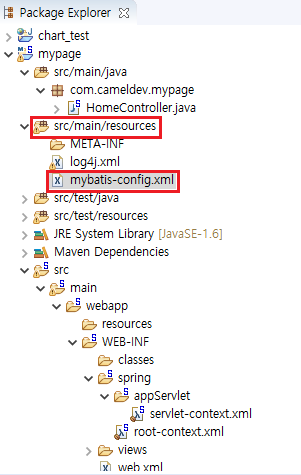 Package Explorer
chart_test
mypage
src/main/java
com.cameldev.mypage
HomeController.java
src/main/resources
META-INF
log4j.xml
mybatis-config.xml
src/test/java
src/test/resources
JRE System Library [JavaSE-1.6]
Maven Dependencies
src
main
webapp
resources
WEB-INF
classes
spring
appServlet
servlet-context.xml
root-context.xml
views
web.xml